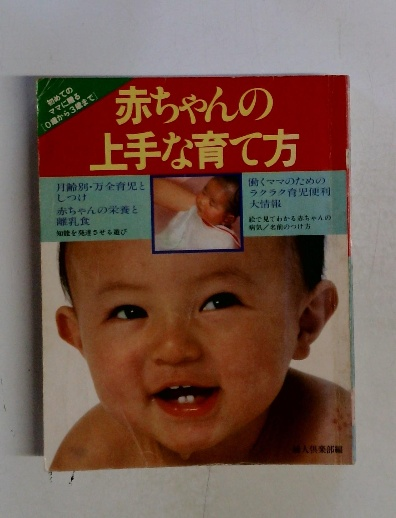 初めての
ママに贈る
[0歳から3歳まで]
赤ちゃんの
上手な育て方
月齢別・万全育児と
しつけ
赤ちゃんの栄養と
離乳食
知能を発達させる遊び
働くママのための
ラクラク育児便利
大情報
絵で見てわかる赤ちゃんの
病気/名前のつけ方
婦人倶楽部編